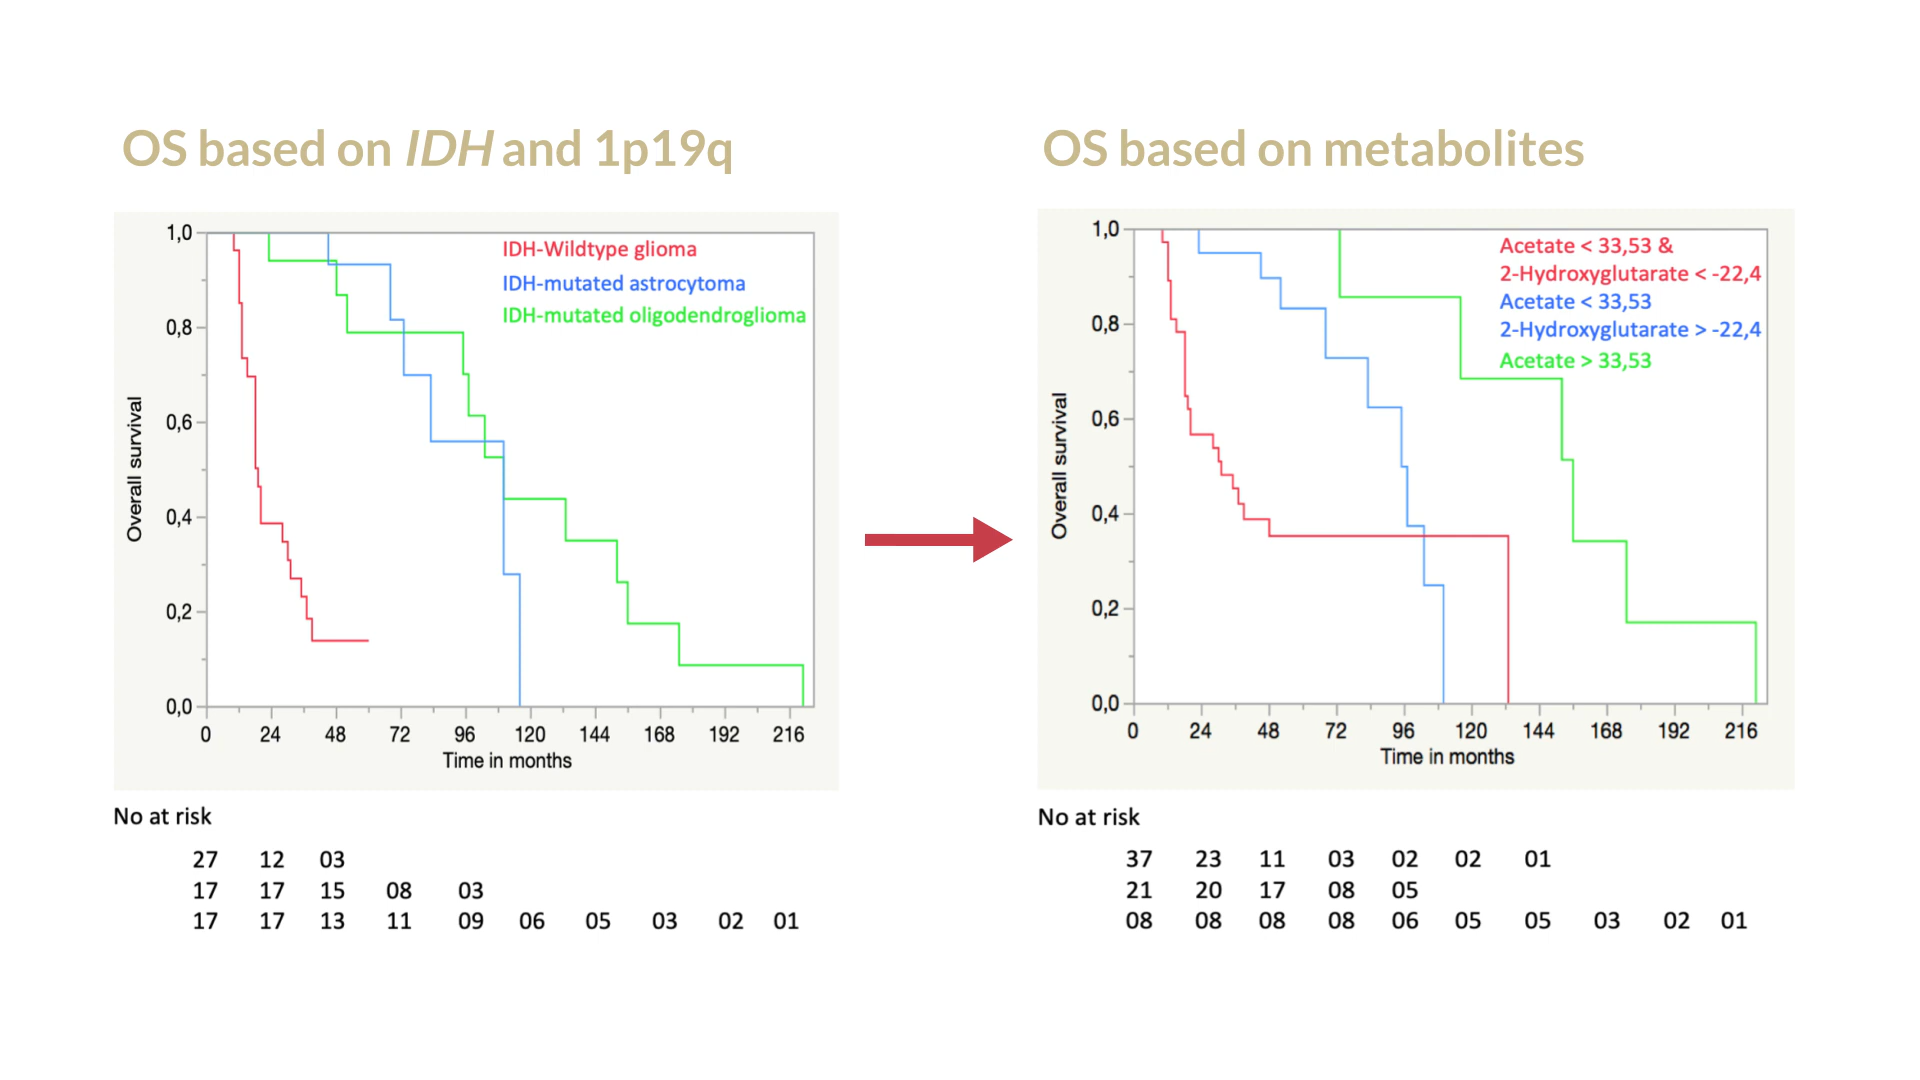 OS based on IDH and 1p19q
OS based on metabolites
IDH-Wildtype glioma
IDH-mutated astrocytoma
IDH-mutated oligodendroglioma
1,0
0,8
0,6
0,4
0,2
0,0
Overall survival
0 24 48 72 96 120 144 168 192 216
Time in months
No at risk
27 12 03
17 17 15 08 03
17 17 13 11 09 06 05 03 02 01
Acetate < 33,53 &
2-Hydroxyglutarate < -22,4
Acetate < 33,53
2-Hydroxyglutarate > -22,4
Acetate > 33,53
1,0
0,8
0,6
0,4
0,2
0,0
Overall survival
0 24 48 72 96 120 144 168 192 216
Time in months
No at risk
37 23 11 03 02 02 01
21 20 17 08 05
08 08 08 08 06 05 05 03 02 01